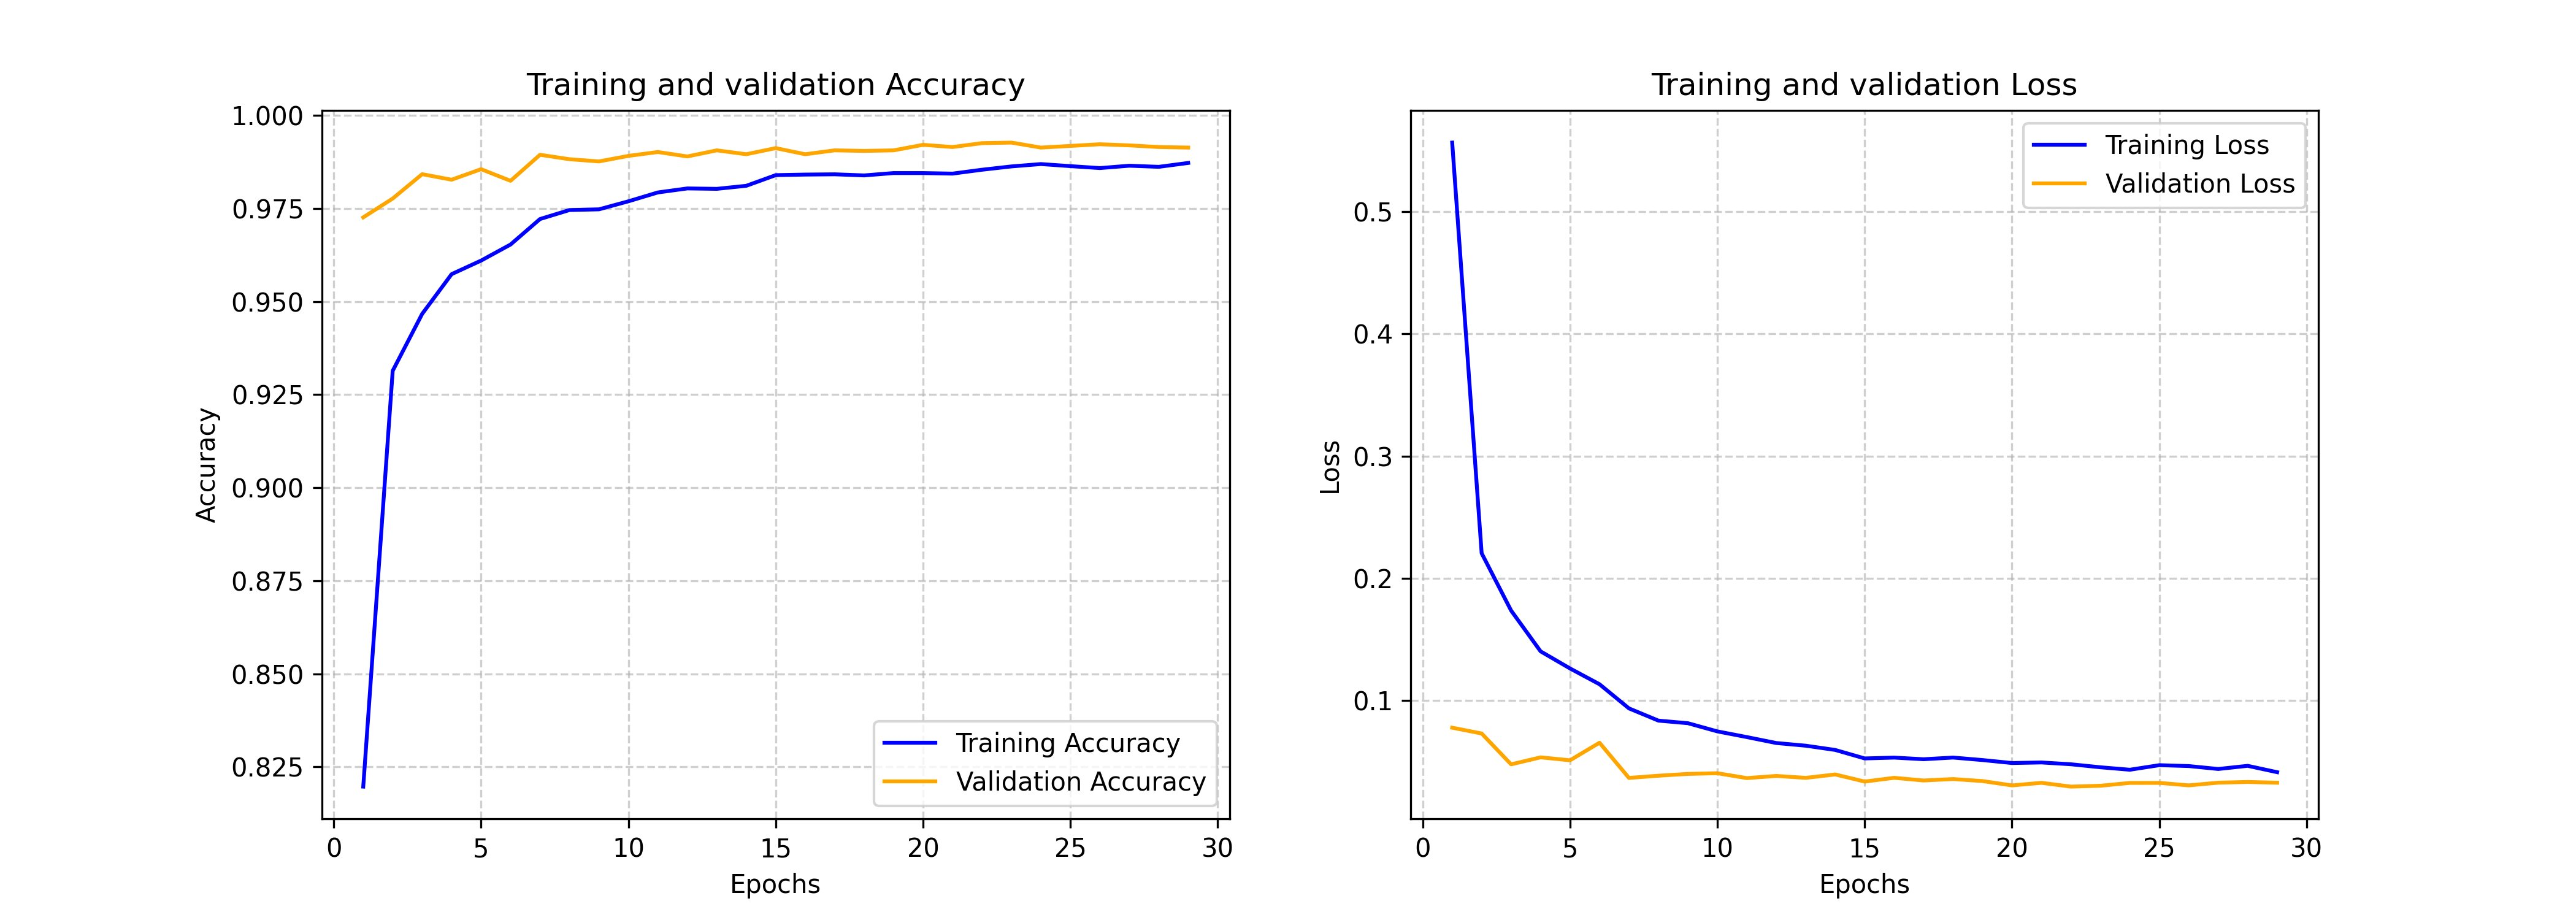 Training and validation Accuracy
1.000
0.975
0.950
0.925
0.900
0.875
0.850
0.825
Accuracy
Training Accuracy
Validation Accuracy
0 5 10 15 20 25 30
Epochs
Training and validation Loss
Training Loss
Validation Loss
0.5
0.4
0.3
0.2
0.1
Loss
0 5 10 15 20 25 30
Epochs